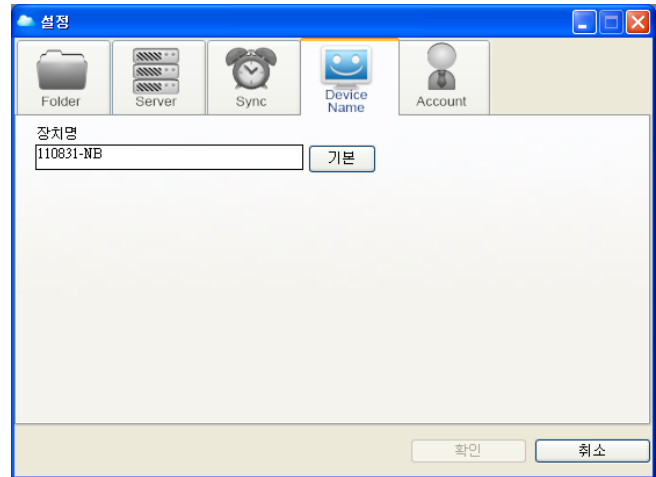 설정
Folder
Server
Sync
Device
Name
Account
장치명
110831-NB
기본
확인
취소